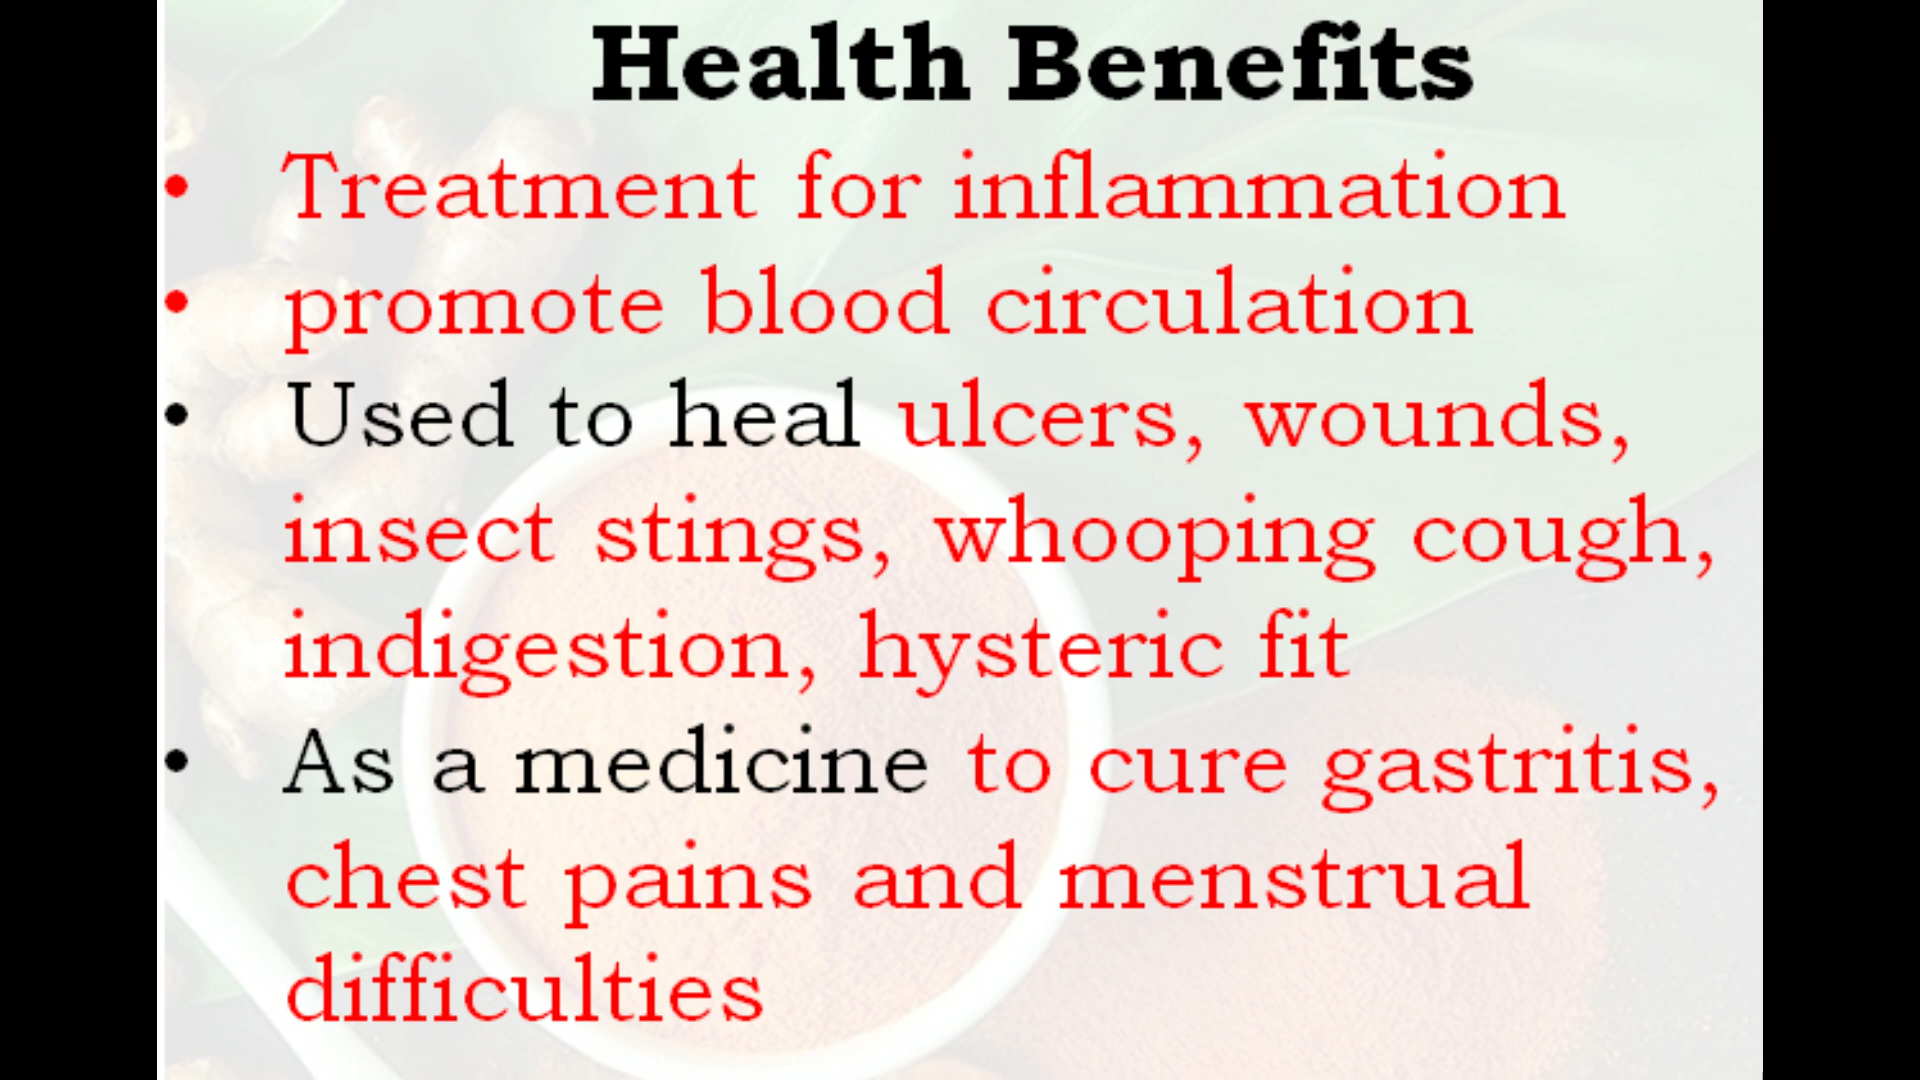 Health Benefits
• Treatment for inflammation
• promote blood circulation
• Used to heal ulcers, wounds,
insect stings, whooping cough,
indigestion, hysteric fit
• As a medicine to cure gastritis,
chest pains and menstrual
difficulties